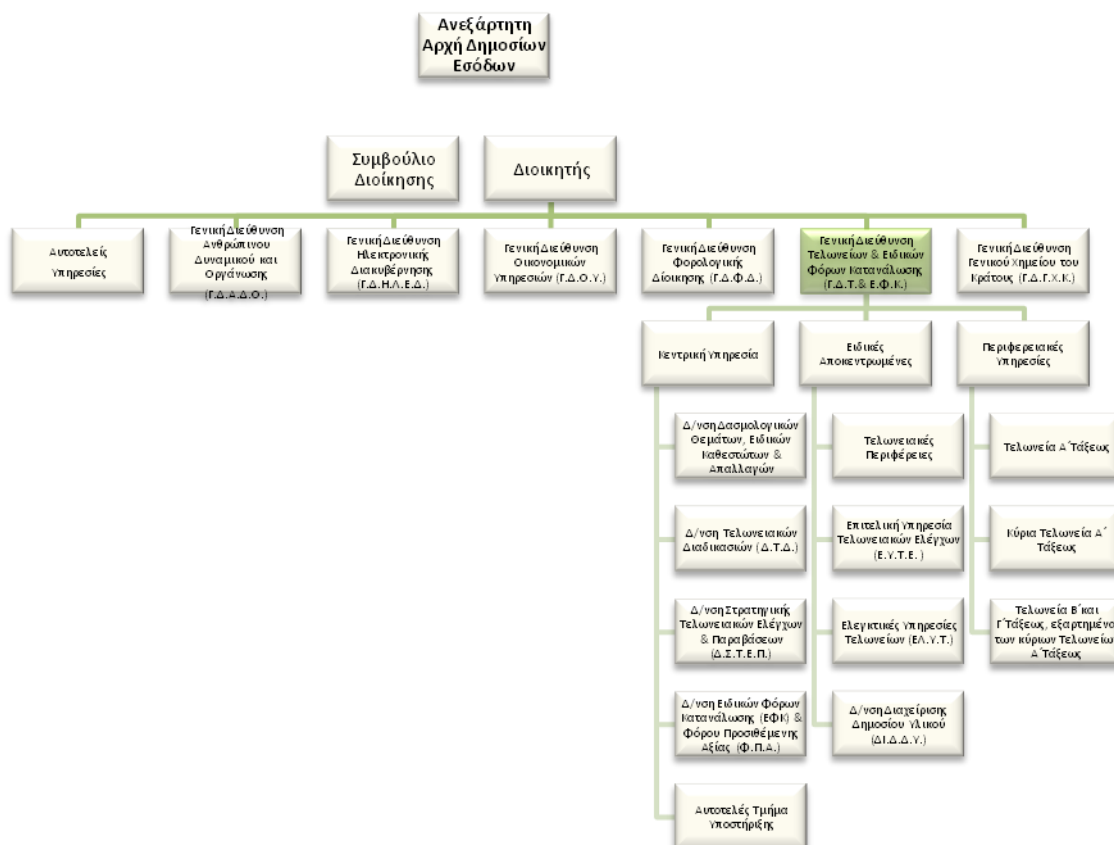 Ανεξάρτητη
Αρχή Δημοσίων
Εσόδων
Συμβούλιο
Διοίκησης
Διοικητής
Αυτοτελείς
Υπηρεσίες
Γενική Διεύθυνση
Ανθρώπινου
Δυναμικού και
Οργάνωσης
(Γ.Δ.Α.Δ.Ο.)
Γενική Διεύθυνση
Ηλεκτρονικής
Διακυβέρνησης
(Γ.Δ.Η.Λ.Ε.Δ.)
Γενική Διεύθυνση
Οικονομικών
Υπηρεσιών (Γ.Δ.Ο.Υ.)
Γενική Διεύθυνση
Φορολογικής
Δίοικησης (Γ.Δ.Φ.Δ.)
Γενική Διεύθυνση
Τελωνείων & Ειδικών
Φόρων Κατανάλωσης
(Γ.Δ.Τ.& Ε.Φ.Κ.)
Γενική Διεύθυνση
Γενικού Χημείου του
Κράτους (Γ.Δ.Γ.Χ.Κ.)
Κεντρική Υπηρεσία
Ειδικές
Αποκεντρωμένες
Περιφερειακές
Υπηρεσίες
Δ/νση Δασμολογικών
Θεμάτων, Ειδικών
Καθεστώτων &
Απαλλαγών
Δ/νση Τελωνειακών
Διαδικασιών (Δ.Τ.Δ.)
Δ/νση Στρατηγικής
Τελωνειακών Ελέγχων
& Παραβάσεων
(Δ.Σ.Τ.Ε.Π.)
Δ/νση Ειδικών Φόρων
Κατανάλωσης (ΕΦΚ) &
Φόρου Προσιθέμενης
Αξίας (Φ.Π.Α.)
Αυτοτελές Τμήμα
Υποστήριξης
Τελωνειακές
Περιφέρειες
Επιτελική Υπηρεσία
Τελωνειακών Ελέγχων
(Ε.Υ.Τ.Ε. )
Ελεγκτικές Υπηρεσίες
Τελωνείων (ΕΛ.Υ.Τ.)
Δ/νση Διαχείρισης
Δημοσίου Υλικού
(ΔΙ.Δ.Δ.Υ.)
Τελωνεία Α΄Τάξεως
Κύρια Τελωνεία Α΄
Τάξεως
Τελωνεία Β΄και
Γ΄Τάξεως, εξαρτημένα
των κύριων Τελωνείων
Α΄Τάξεως